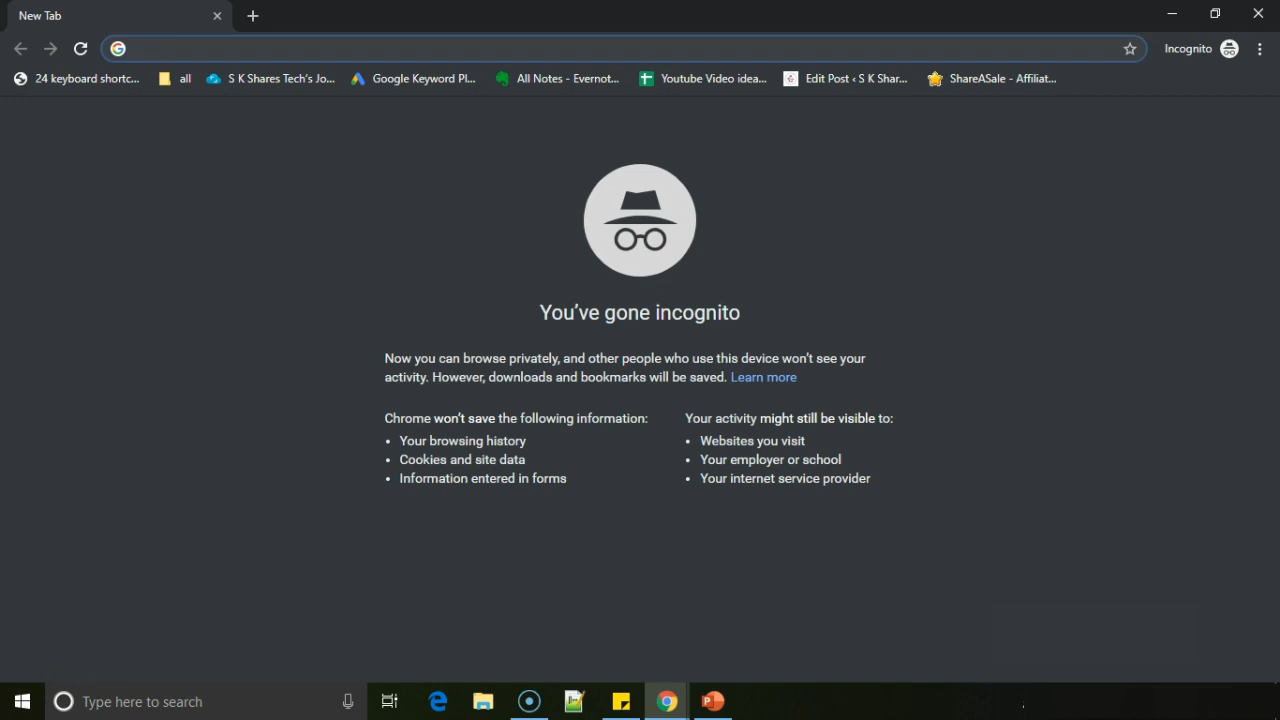 New Tab
Incognito
24 keyboard shortc...
all
S K Shares Tech's Jo...
Google Keyword Pl...
All Notes - Evernot...
Youtube Video idea...
Edit Post ‹ S K Shar...
ShareASale - Affiliat...
You've gone incognito
Now you can browse privately, and other people who use this device won't see your
activity. However, downloads and bookmarks will be saved. Learn more
Chrome won't save the following information:
• Your browsing history
• Cookies and site data
• Information entered in forms
Your activity might still be visible to:
• Websites you visit
• Your employer or school
• Your internet service provider
Type here to search